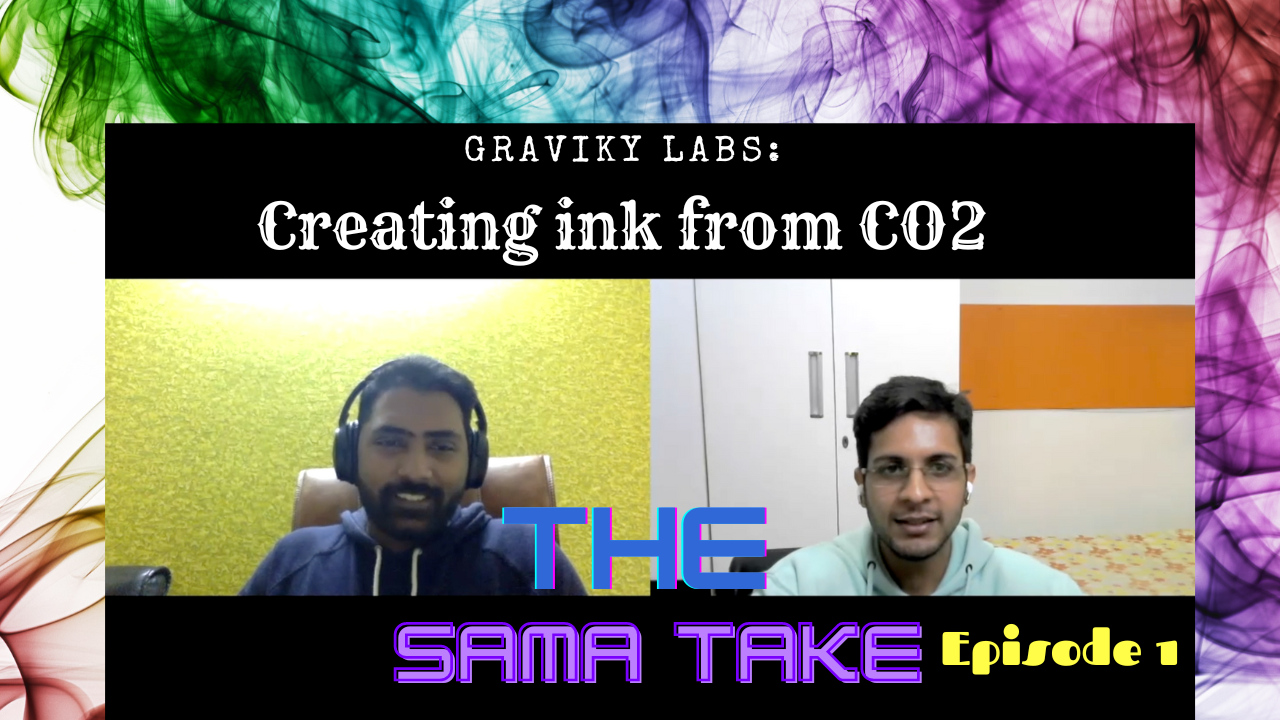 GRAVIKY LABS:
Creating ink from CO2
THE
SAMA TAKE
Episode 1